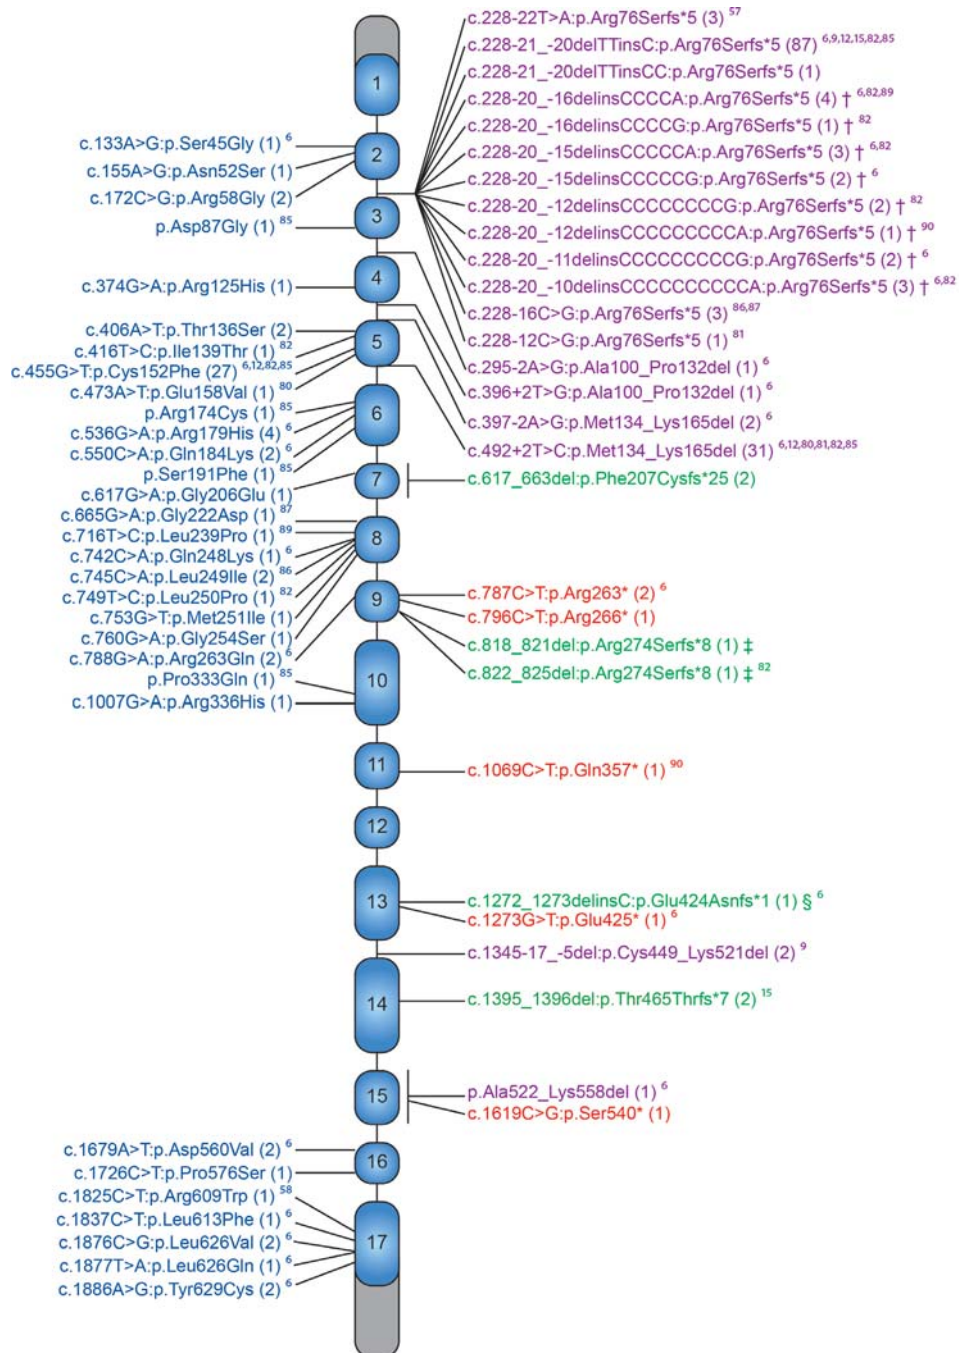 c.133A>G:p.Ser45Gly (1) 6
c.155A>G:p.Asn52Ser (1)
c.172C>G:p.Arg58Gly (2)
p.Asp87Gly (1) 85
c.374G>A:p.Arg125His (1)
c.406A>T:p.Thr136Ser (2)
c.416T>C:p.Ile139Thr (1) 82
c.455G>T:p.Cys152Phe (27) 6,12,82,85
c.473A>T:p.Glu158Val (1) 80
p.Arg174Cys (1) 85
c.536G>A:p.Arg179His (4) 6
c.550C>A:p.Gln184Lys (2) 6
p.Ser191Phe (1) 85
c.617G>A:p.Gly206Glu (1)
c.665G>A:p.Gly222Asp (1) 87
c.716T>C:p.Leu239Pro (1) 89
c.742C>A:p.Gln248Lys (1) 6
c.745C>A:p.Leu249Ile (2) 86
c.749T>C:p.Leu250Pro (1) 82
c.753G>T:p.Met251Ile (1)
c.760G>A:p.Gly254Ser (1)
c.788G>A:p.Arg263Gln (2) 6
p.Pro333Gln (1) 85
c.1007G>A:p.Arg336His (1)
c.1679A>T:p.Asp560Val (2) 6
c.1726C>T:p.Pro576Ser (1)
c.1825C>T:p.Arg609Trp (1) 58
c.1837C>T:p.Leu613Phe (1) 6
c.1876C>G:p.Leu626Val (2) 6
c.1877T>A:p.Leu626Gln (1) 6
c.1886A>G:p.Tyr629Cys (2) 6
1
2
3
4
5
6
7
8
9
10
11
12
13
14
15
16
17
c.228-22T>A:p.Arg76Serfs*5 (3) 57
c.228-21_-20delTTinsC:p.Arg76Serfs*5 (87) 6,9,12,15,82,85
c.228-21_-20delTTinsCC:p.Arg76Serfs*5 (1)
c.228-20_-16delinsCCCCA:p.Arg76Serfs*5 (4) † 6,82,89
c.228-20_-16delinsCCCCG:p.Arg76Serfs*5 (1) † 82
c.228-20_-15delinsCCCCCA:p.Arg76Serfs*5 (3) † 6,82
c.228-20_-15delinsCCCCCG:p.Arg76Serfs*5 (2) † 6
c.228-20_-12delinsCCCCCCCCG:p.Arg76Serfs*5 (2) † 82
c.228-20_-12delinsCCCCCCCCCA:p.Arg76Serfs*5 (1) † 90
c.228-20_-11delinsCCCCCCCCCG:p.Arg76Serfs*5 (2) † 6
c.228-20_-10delinsCCCCCCCCCCA:p.Arg76Serfs*5 (3) † 6,82
c.228-16C>G:p.Arg76Serfs*5 (3) 86,87
c.228-12C>G:p.Arg76Serfs*5 (1) 81
c.295-2A>G:p.Ala100_Pro132del (1) 6
c.396+2T>G:p.Ala100_Pro132del (1) 6
c.397-2A>G:p.Met134_Lys165del (2) 6
c.492+2T>C:p.Met134_Lys165del (31) 6,12,80,81,82,85
c.617_663del:p.Phe207Cysfs*25 (2)
c.787C>T:p.Arg263* (2) 6
c.796C>T:p.Arg266* (1)
c.818_821del:p.Arg274Serfs*8 (1) ‡
c.822_825del:p.Arg274Serfs*8 (1) ‡ 82
c.1069C>T:p.Gln357* (1) 90
c.1272_1273delinsC:p.Glu424Asnfs*1 (1) § 6
c.1273G>T:p.Glu425* (1) 6
c.1345-17_-5del:p.Cys449_Lys521del (2) 9
c.1395_1396del:p.Thr465Thrfs*7 (2) 15
p.Ala522_Lys558del (1) 6
c.1619C>G:p.Ser540* (1)